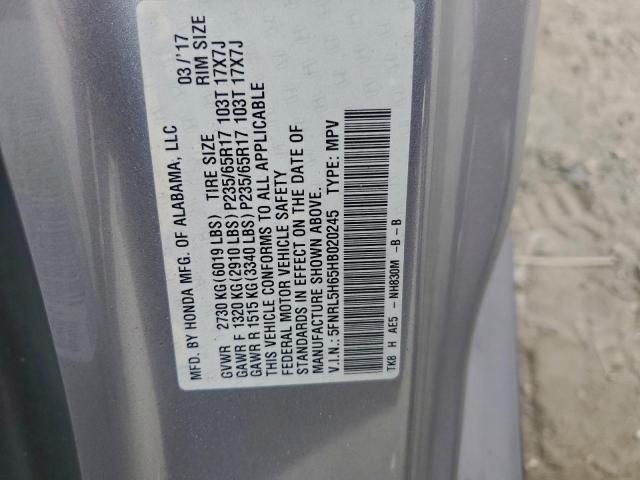 MFD. BY HONDA MFG. OF ALABAMA, LLC 03/'17
GVWR 2730 KG (6019 LBS) TIRE SIZE RIM SIZE
GAWR F 1320 KG (2910 LBS) P235/65R17 103T 17X7J
GAWR R 1515 KG (3340 LBS) P235/65R17 103T 17X7J
THIS VEHICLE CONFORMS TO ALL APPLICABLE
FEDERAL MOTOR VEHICLE SAFETY
STANDARDS IN EFFECT ON THE DATE OF
MANUFACTURE SHOWN ABOVE.
V.I.N.: 5FNRL5H65HB020245 TYPE: MPV
TK8 H AE5 - NH830M -B - B